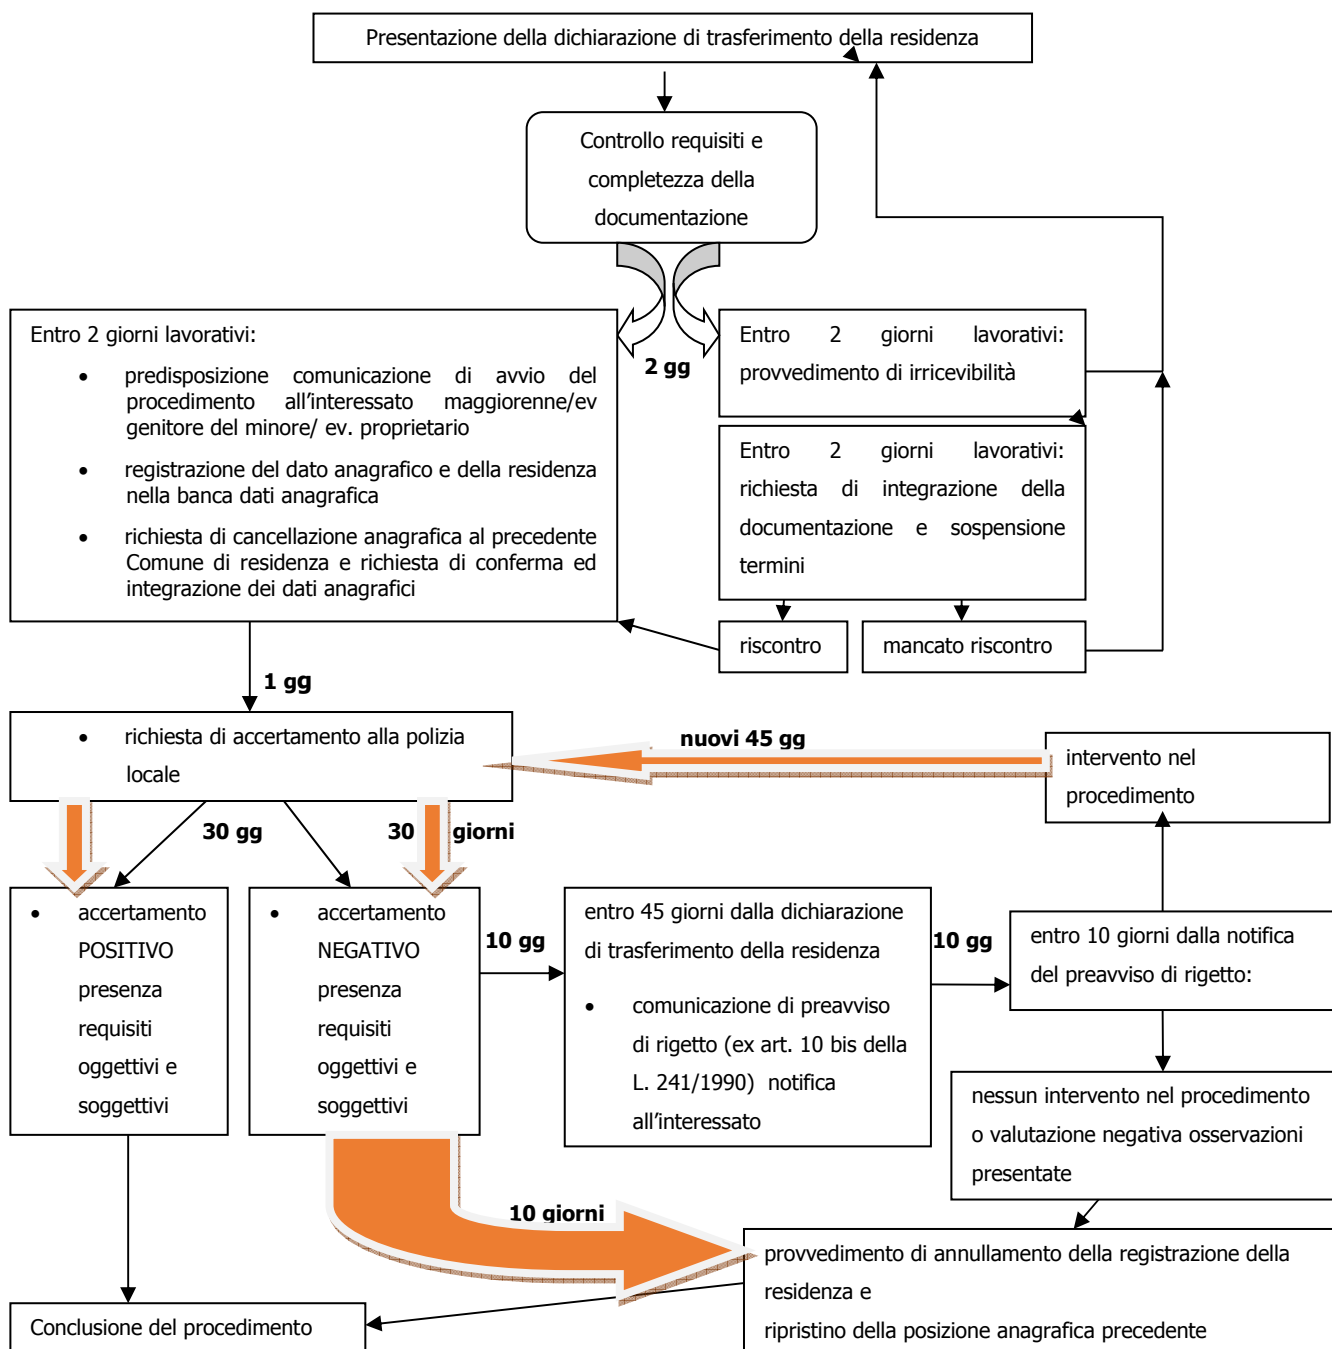 Presentazione della dichiarazione di trasferimento della residenza
Controllo requisiti e
completezza della
documentazione
Entro 2 giorni lavorativi:
• predisposizione comunicazione di avvio del
procedimento all'interessato maggiorenne/ev
genitore del minore/ ev. proprietario
• registrazione del dato anagrafico e della residenza
nella banca dati anagrafica
• richiesta di cancellazione anagrafica al precedente
Comune di residenza e richiesta di conferma ed
integrazione dei dati anagrafici
2 gg
Entro 2 giorni lavorativi:
provvedimento di irricevibilità
Entro 2 giorni lavorativi:
richiesta di integrazione della
documentazione e sospensione
termini
riscontro
mancato riscontro
1 gg
• richiesta di accertamento alla polizia
locale
nuovi 45 gg
intervento nel
procedimento
30 gg
30 giorni
• accertamento
POSITIVO
presenza
requisiti
oggettivi e
soggettivi
• accertamento
NEGATIVO
presenza
requisiti
oggettivi e
soggettivi
10 gg
entro 45 giorni dalla dichiarazione
di trasferimento della residenza
• comunicazione di preavviso
di rigetto (ex art. 10 bis della
L. 241/1990) notifica
all'interessato
10 gg
entro 10 giorni dalla notifica
del preavviso di rigetto:
nessun intervento nel procedimento
o valutazione negativa osservazioni
presentate
10 giorni
provvedimento di annullamento della registrazione della
residenza e
ripristino della posizione anagrafica precedente
Conclusione del procedimento